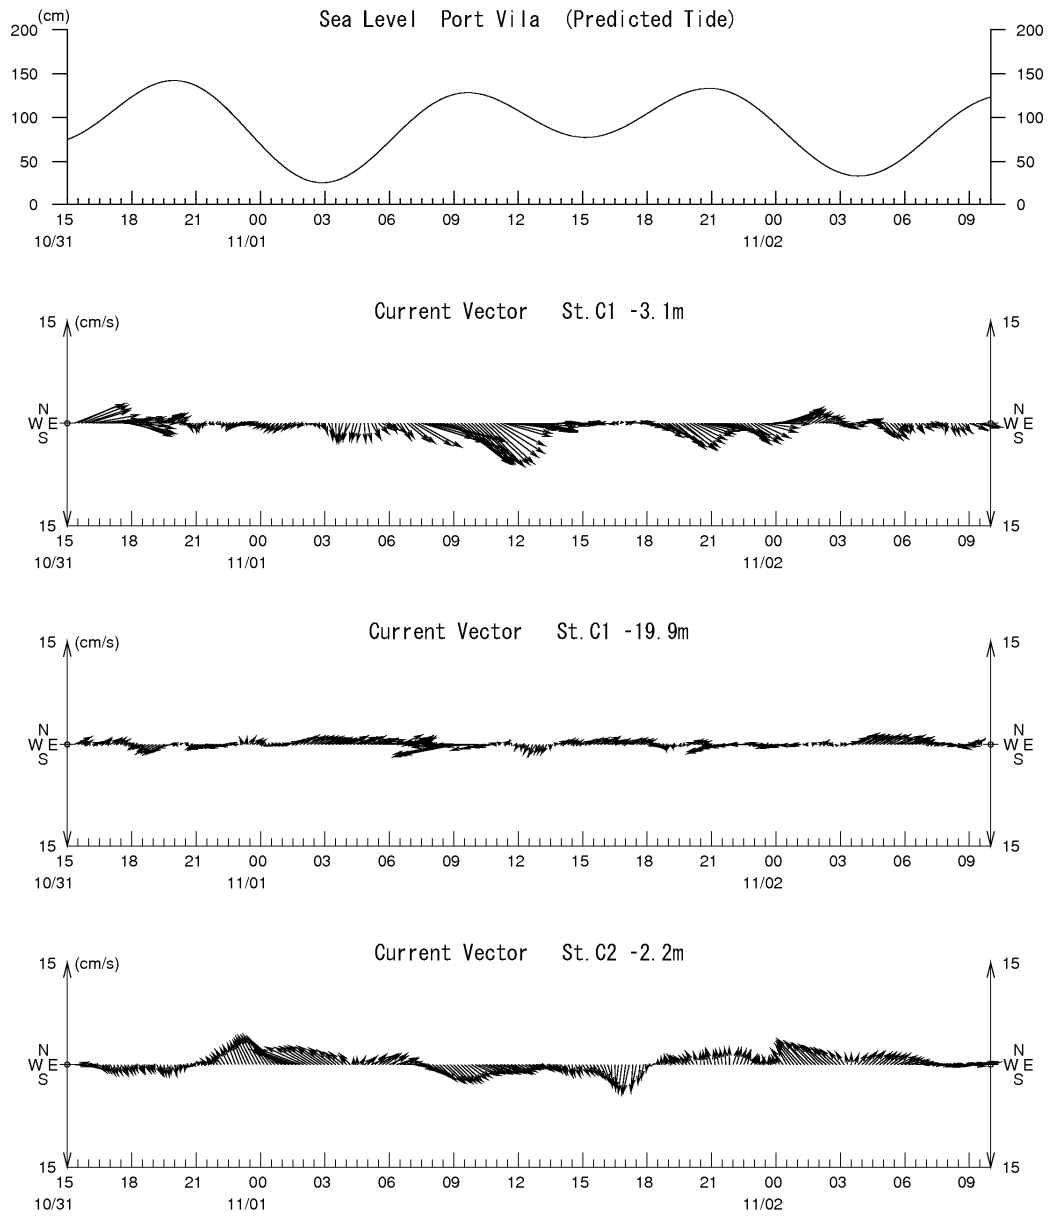 (cm) Sea Level Port Vila (Predicted Tide)
200 200
150 150
100 100
50 50
0 0
15 18 21 00 03 06 09 12 15 18 21 00 03 06 09
10/31 11/01 11/02
Current Vector St.C1 -3.1m
15 (cm/s) 15
N N
W E W E
S S
15 15
15 18 21 00 03 06 09 12 15 18 21 00 03 06 09
10/31 11/01 11/02
Current Vector St.C1 -19.9m
15 (cm/s) 15
N N
W E W E
S S
15 15
15 18 21 00 03 06 09 12 15 18 21 00 03 06 09
10/31 11/01 11/02
Current Vector St.C2 -2.2m
15 (cm/s) 15
N N
W E W E
S S
15 15
15 18 21 00 03 06 09 12 15 18 21 00 03 06 09
10/31 11/01 11/02